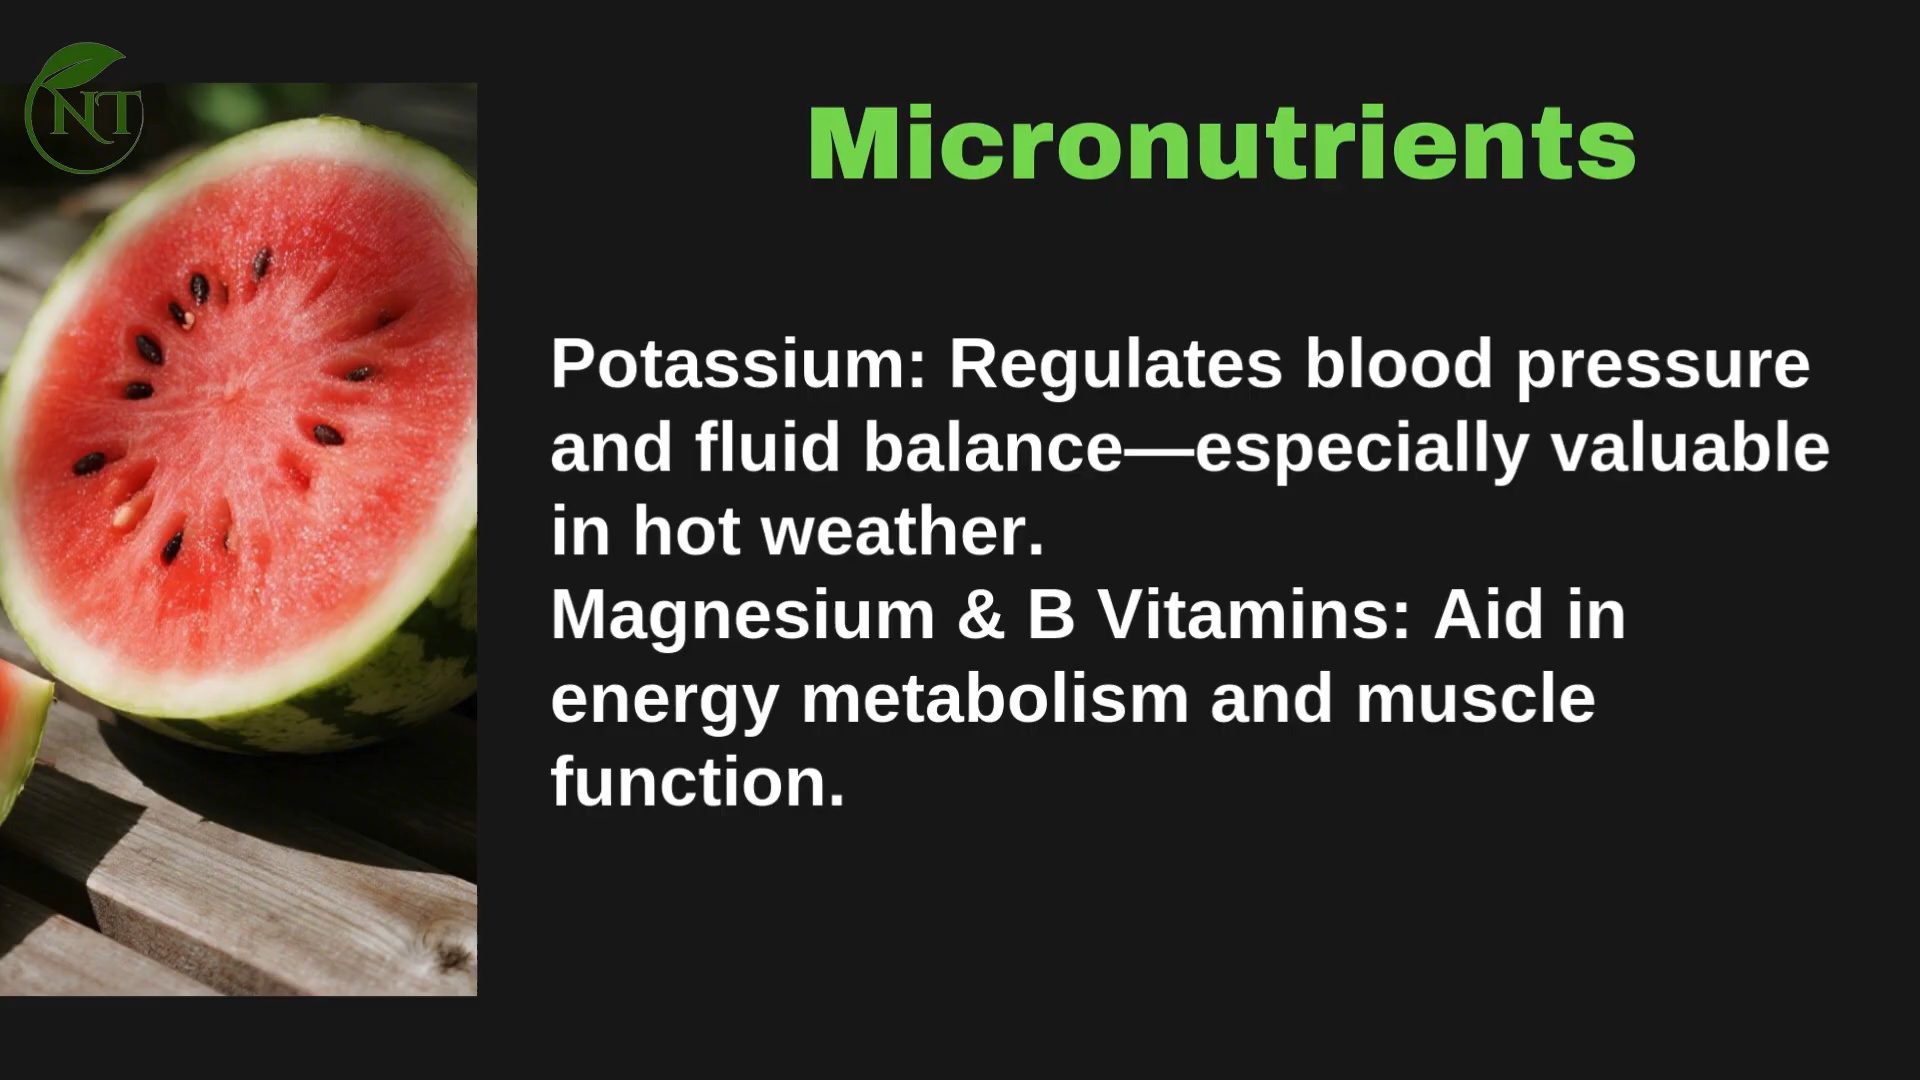 NT
Micronutrients
Potassium: Regulates blood pressure
and fluid balance—especially valuable
in hot weather.
Magnesium & B Vitamins: Aid in
energy metabolism and muscle
function.